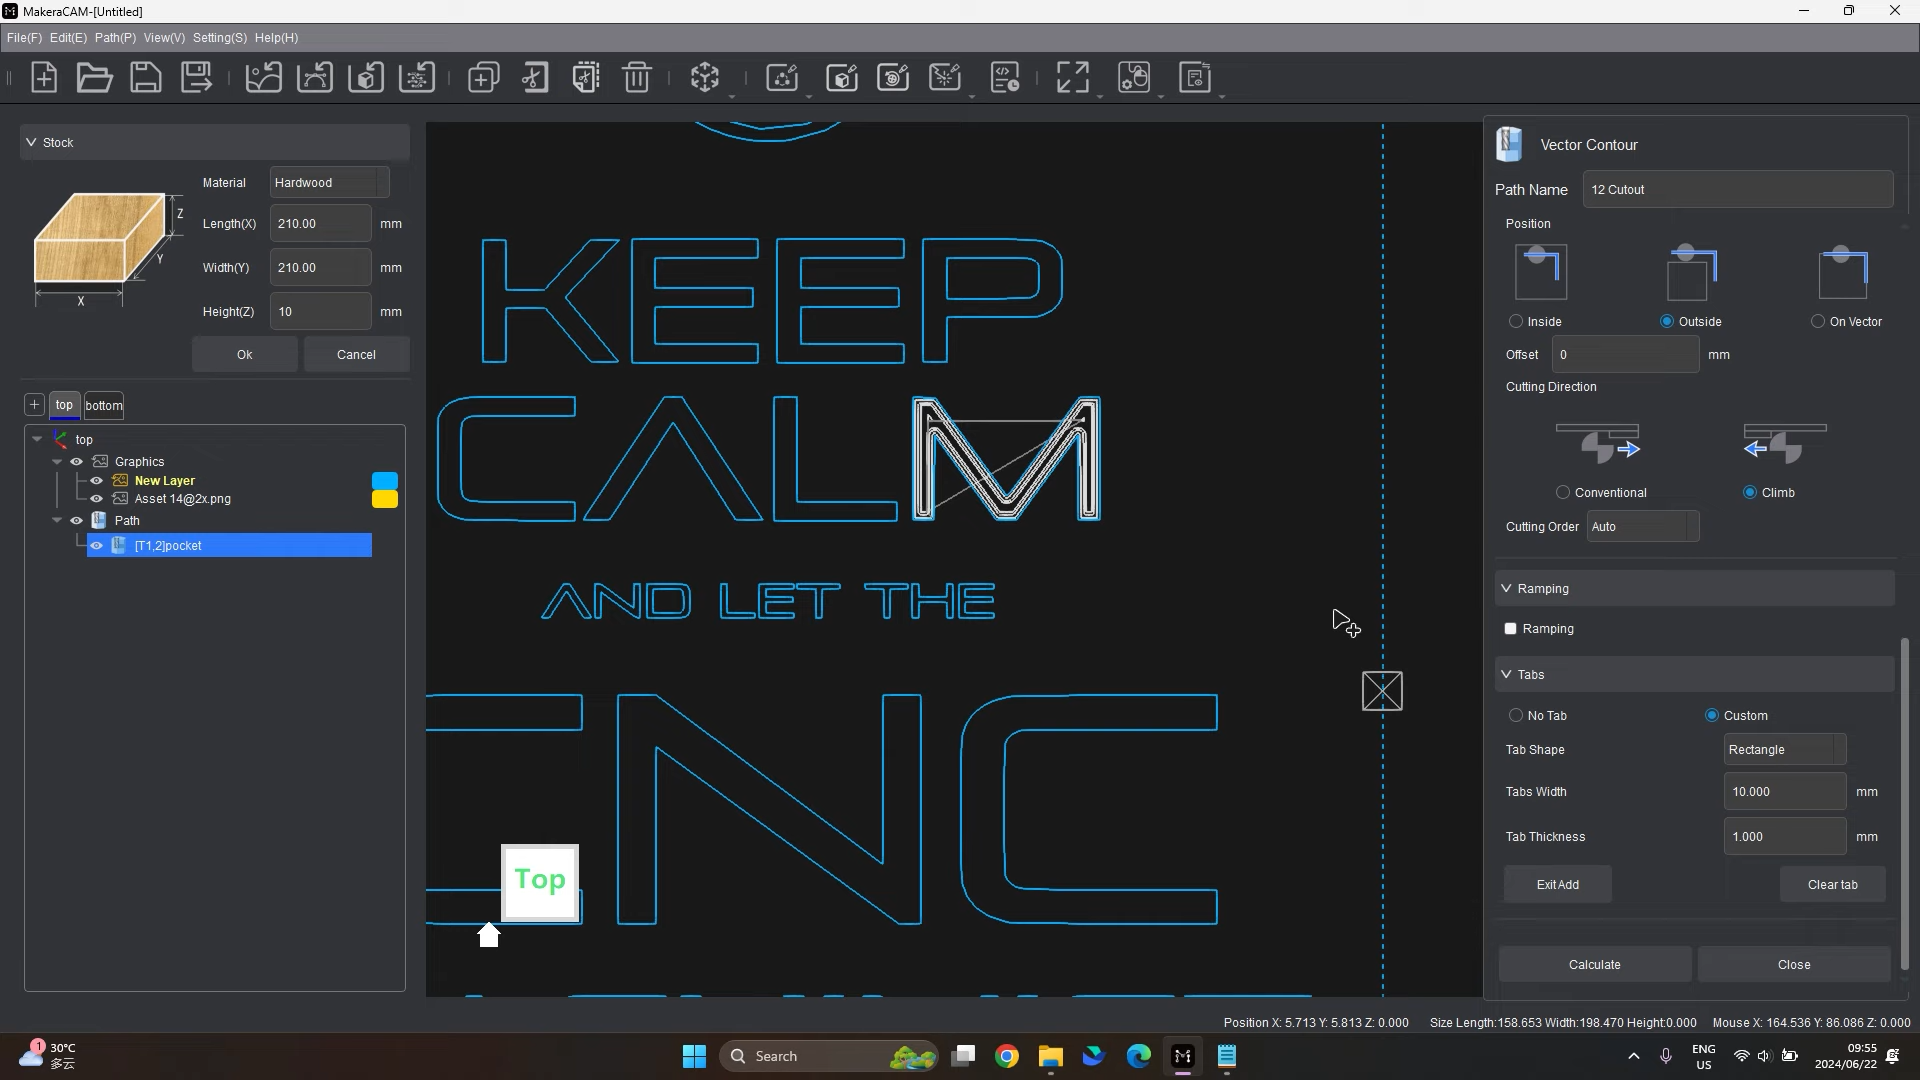 MakeraCAM-[Untitled]
File(F) Edit(E) Path(P) View(V) Setting(S) Help(H)
Stock
Material Hardwood
Length(X) 210.00 mm
Width(Y) 210.00 mm
Height(Z) 10 mm
Z
Y
X
Ok Cancel
+ top bottom
top
Graphics
New Layer
Asset 14@2x.png
Path
[T1,2]pocket
KEEP
CALM
AND LET THE
CNC
Top
Vector Contour
Path Name 12 Cutout
Position
Inside Outside On Vector
Offset 0 mm
Cutting Direction
Conventional Climb
Cutting Order Auto
Ramping
Ramping
Tabs
No Tab Custom
Tab Shape Rectangle
Tabs Width 10.000 mm
Tab Thickness 1.000 mm
ExitAdd Clear tab
Calculate Close
Position X: 5.713 Y: 5.813 Z: 0.000 Size Length:158.653 Width:198.470 Height:0.000 Mouse X: 164.536 Y: 86.086 Z: 0.000
1
30°C
多云
Search
ENG
US
09:55
2024/06/22